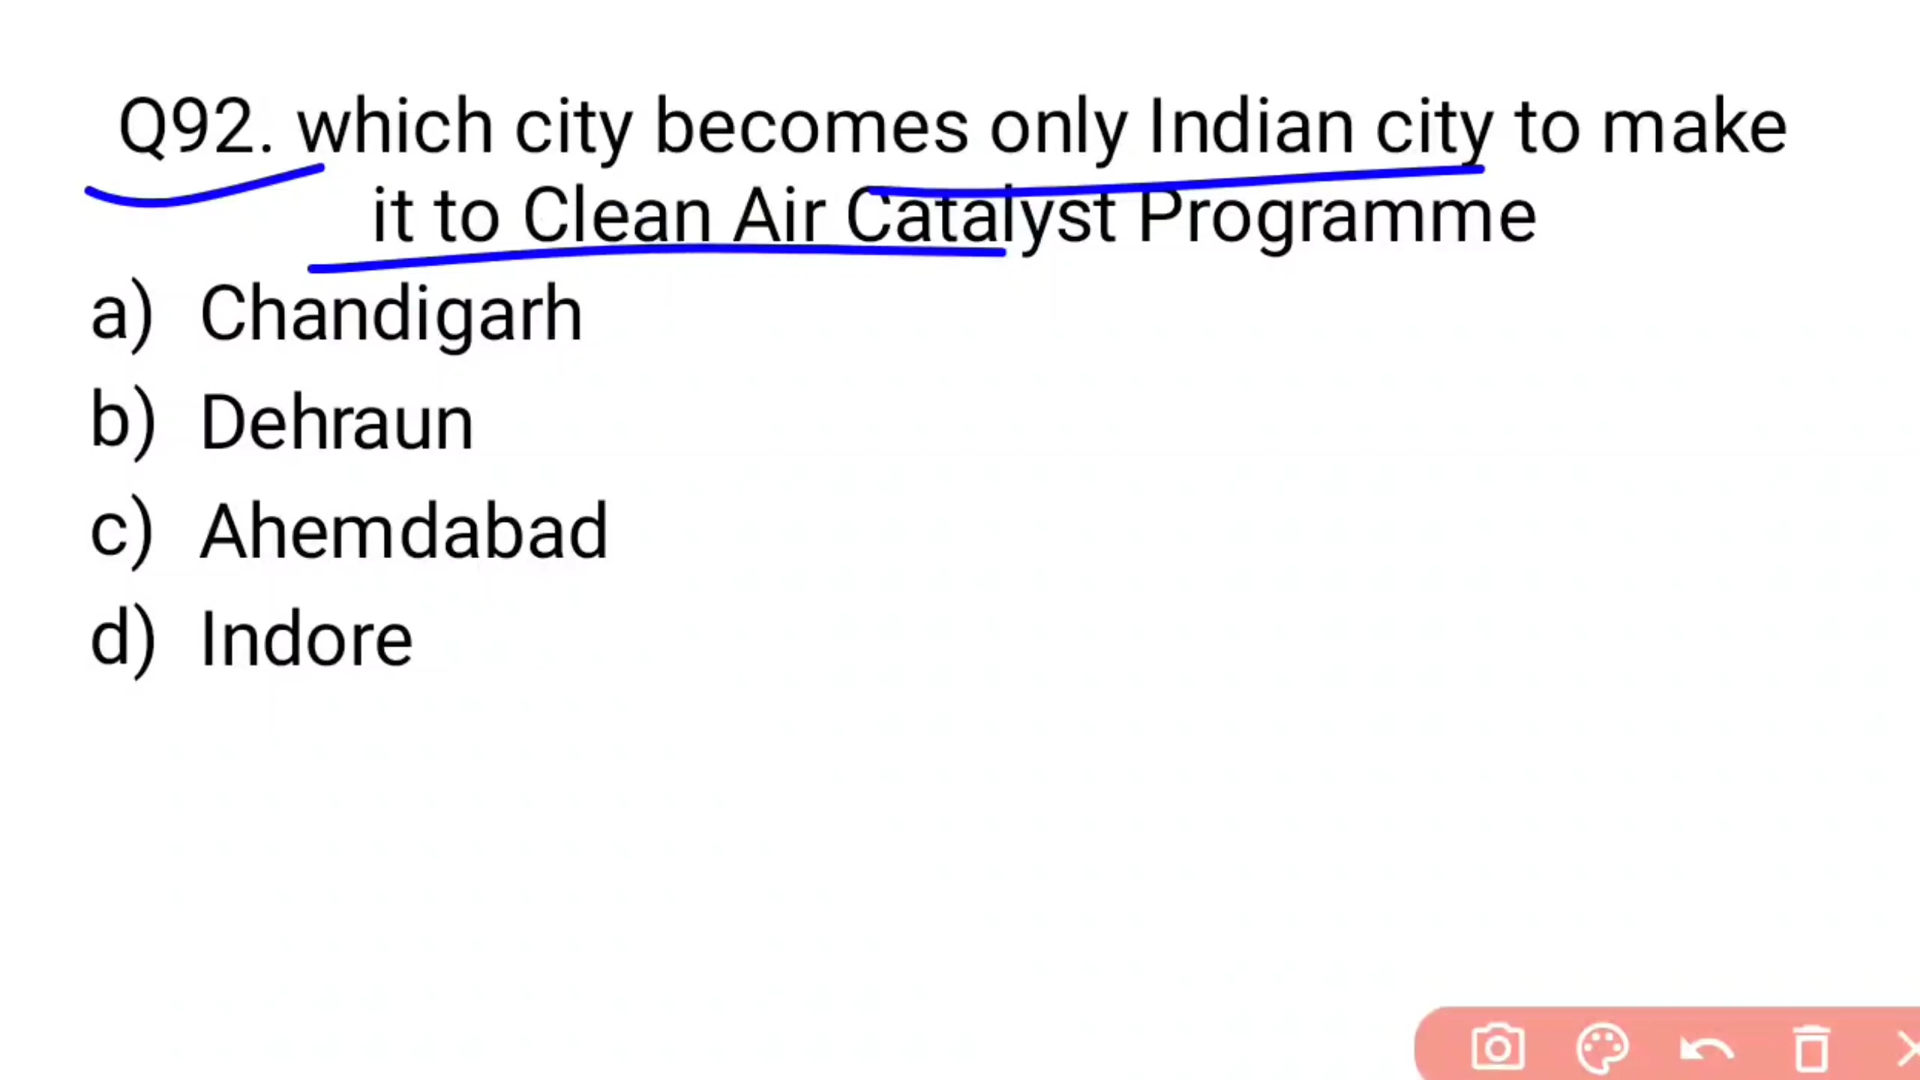 Q92. which city becomes only Indian city to make
it to Clean Air Catalyst Programme
a) Chandigarh
b) Dehraun
c) Ahemdabad
d) Indore